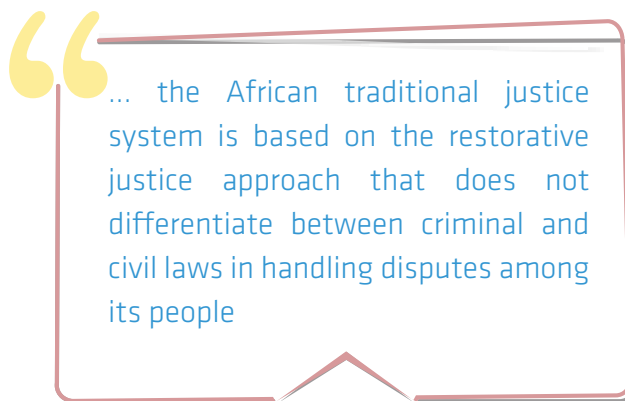 ... the African traditional justice
system is based on the restorative
justice approach that does not
differentiate between criminal and
civil laws in handling disputes among
its people